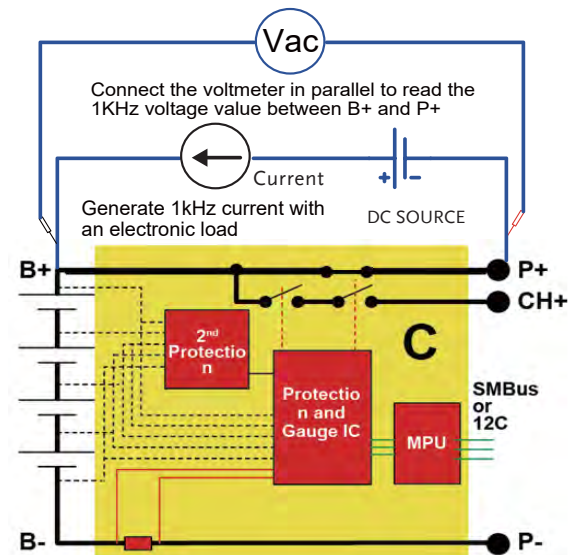 Vac
Connect the voltmeter in parallel to read the
1KHz voltage value between B+ and P+
Current
+ -
Generate 1kHz current with
an electronic load
DC SOURCE
B+
P+
CH+
2nd
Protectio
n
C
Protectio
n and
Gauge IC
MPU
SMBus
or
12C
B-
P-